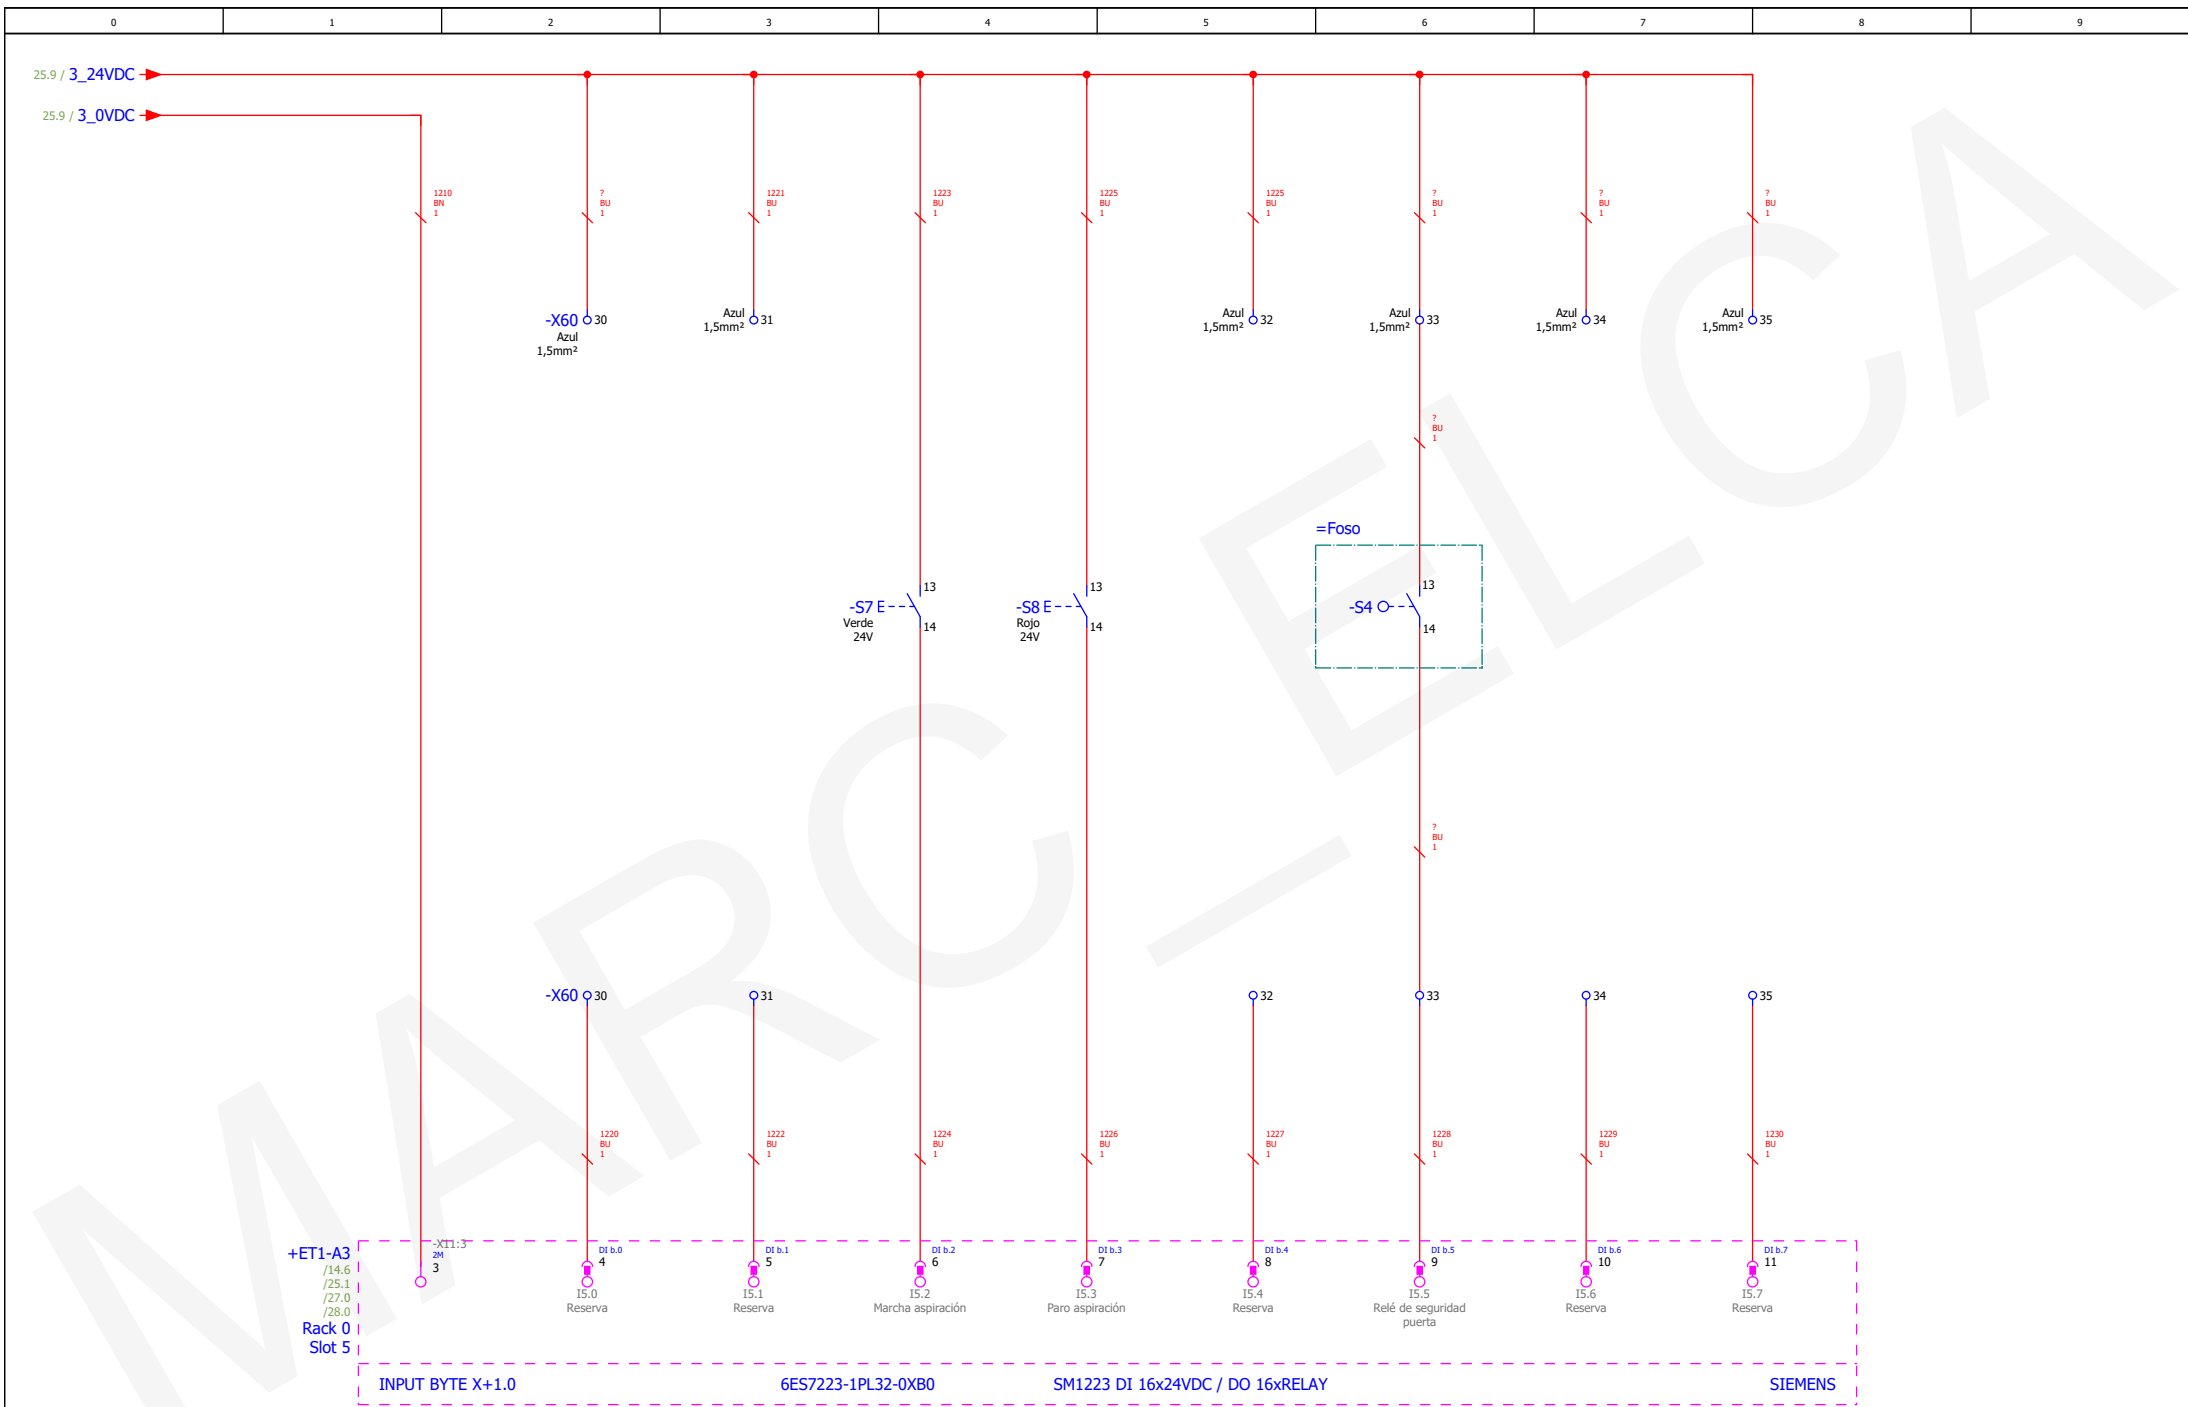 0 1 2 3 4 5 6 7 8 9
25.9 / 3_24VDC
25.9 / 3_0VDC
1210 ? 1221 1223 1225 1225 ? ? ?
BN BU BU BU BU BU BU BU BU
1 1 1 1 1 1 1 1 1
-X60 30
Azul
1,5mm²
Azul
1,5mm² 31
Azul
1,5mm² 32
Azul
1,5mm² 33
Azul
1,5mm² 34
Azul
1,5mm² 35
?
BU
1
=Foso
13
-S7 E
Verde
24V
14
13
-S8 E
Rojo
24V
14
13
-S4
14
?
BU
1
-X60 30 31 32 33 34 35
1220 1222 1224 1226 1227 1228 1229 1230
BU BU BU BU BU BU BU BU
1 1 1 1 1 1 1 1
+ET1-A3
/14.6
/25.1
/27.0
/28.0
Rack 0
Slot 5
-X11:3
2M
3
DI b.0 DI b.1 DI b.2 DI b.3 DI b.4 DI b.5 DI b.6 DI b.7
4 5 6 7 8 9 10 11
I5.0 I5.1 I5.2 I5.3 I5.4 I5.5 I5.6 I5.7
Reserva Reserva Marcha aspiración Paro aspiración Reserva Relé de seguridad Reserva Reserva
puerta
INPUT BYTE X+1.0 6ES7223-1PL32-0XB0 SM1223 DI 16x24VDC / DO 16xRELAY SIEMENS
MARC_ELCA